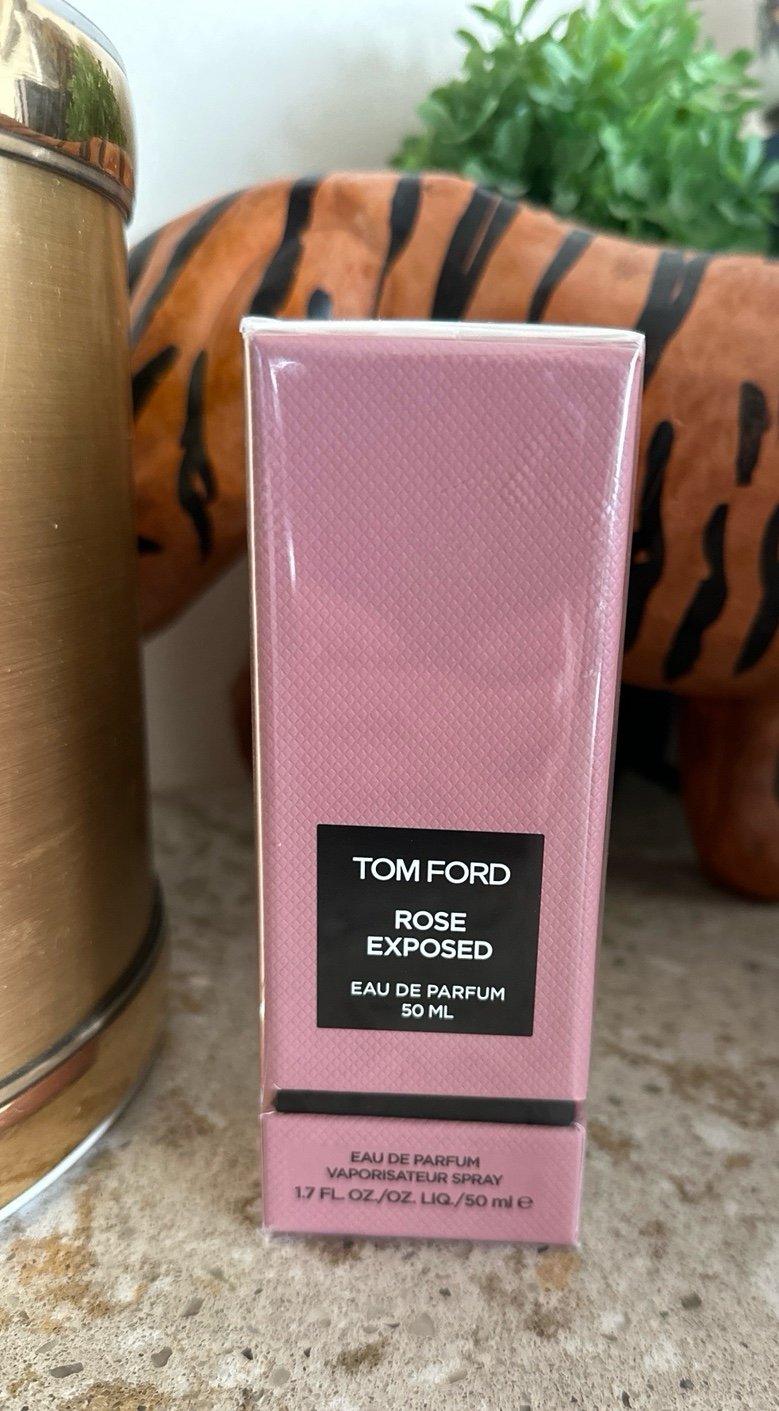 TOM FORD
ROSE
EXPOSED
EAU DE PARFUM
50 ML
EAU DE PARFUM
VAPORISATEUR SPRAY
1.7 FL. OZ./OZ. LIQ./50 ml ℮